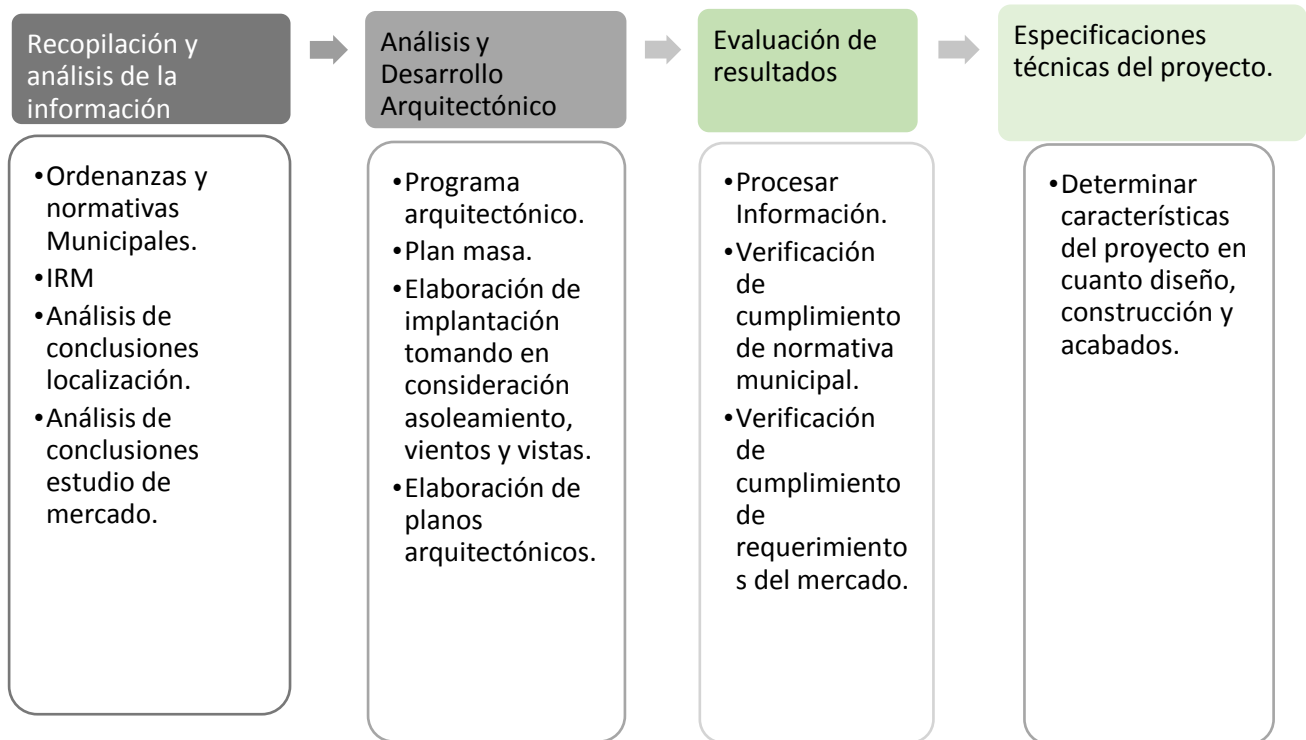 Recopilación y
análisis de la
información
•Ordenanzas y
normativas
Municipales.
•IRM
•Análisis de
conclusiones
localización.
•Análisis de
conclusiones
estudio de
mercado.
Análisis y
Desarrollo
Arquitectónico
•Programa
arquitectónico.
•Plan masa.
•Elaboración de
implantación
tomando en
consideración
asoleamiento,
vientos y vistas.
•Elaboración de
planos
arquitectónicos.
Evaluación de
resultados
•Procesar
Información.
•Verificación
de
cumplimiento
de normativa
municipal.
•Verificación
de
cumplimiento
de
requerimiento
s del mercado.
Especificaciones
técnicas del proyecto.
•Determinar
características
del proyecto en
cuanto diseño,
construcción y
acabados.